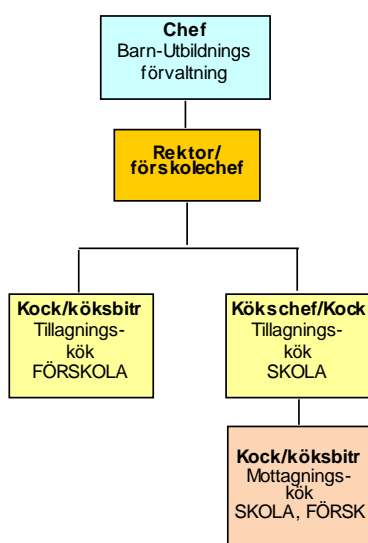 Chef
Barn-Utbildnings
förvaltning
Rektor/
förskolechef
Kock/köksbitr
Tillagnings-
kök
FÖRSKOLA
Kökschef/Kock
Tillagnings-
kök
SKOLA
Kock/köksbitr
Mottagnings-
kök
SKOLA, FÖRSK